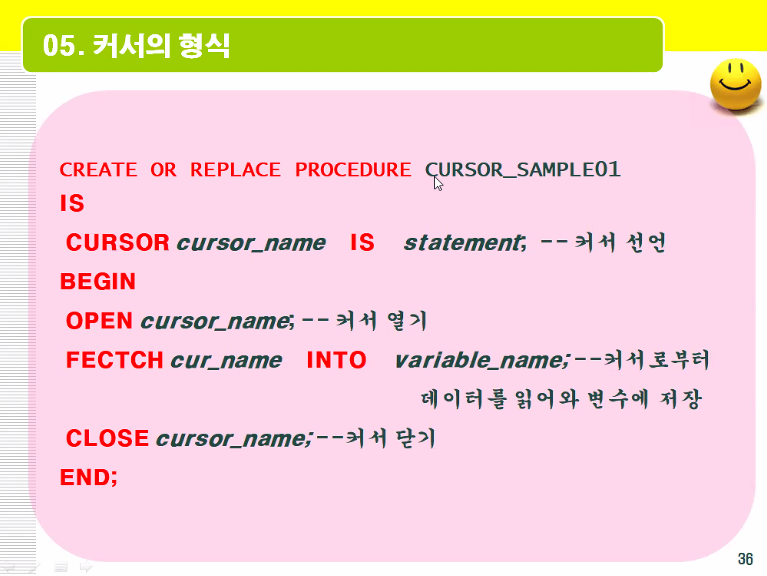 05. 커서의 형식
CREATE OR REPLACE PROCEDURE CURSOR_SAMPLE01
IS
CURSOR cursor_name IS statement; -- 커서 선언
BEGIN
OPEN cursor_name; -- 커서 열기
FECTCH cur_name INTO variable_name; --커서로부터
데이터를 읽어와 변수에 저장
CLOSE cursor_name; --커서 닫기
END;
36